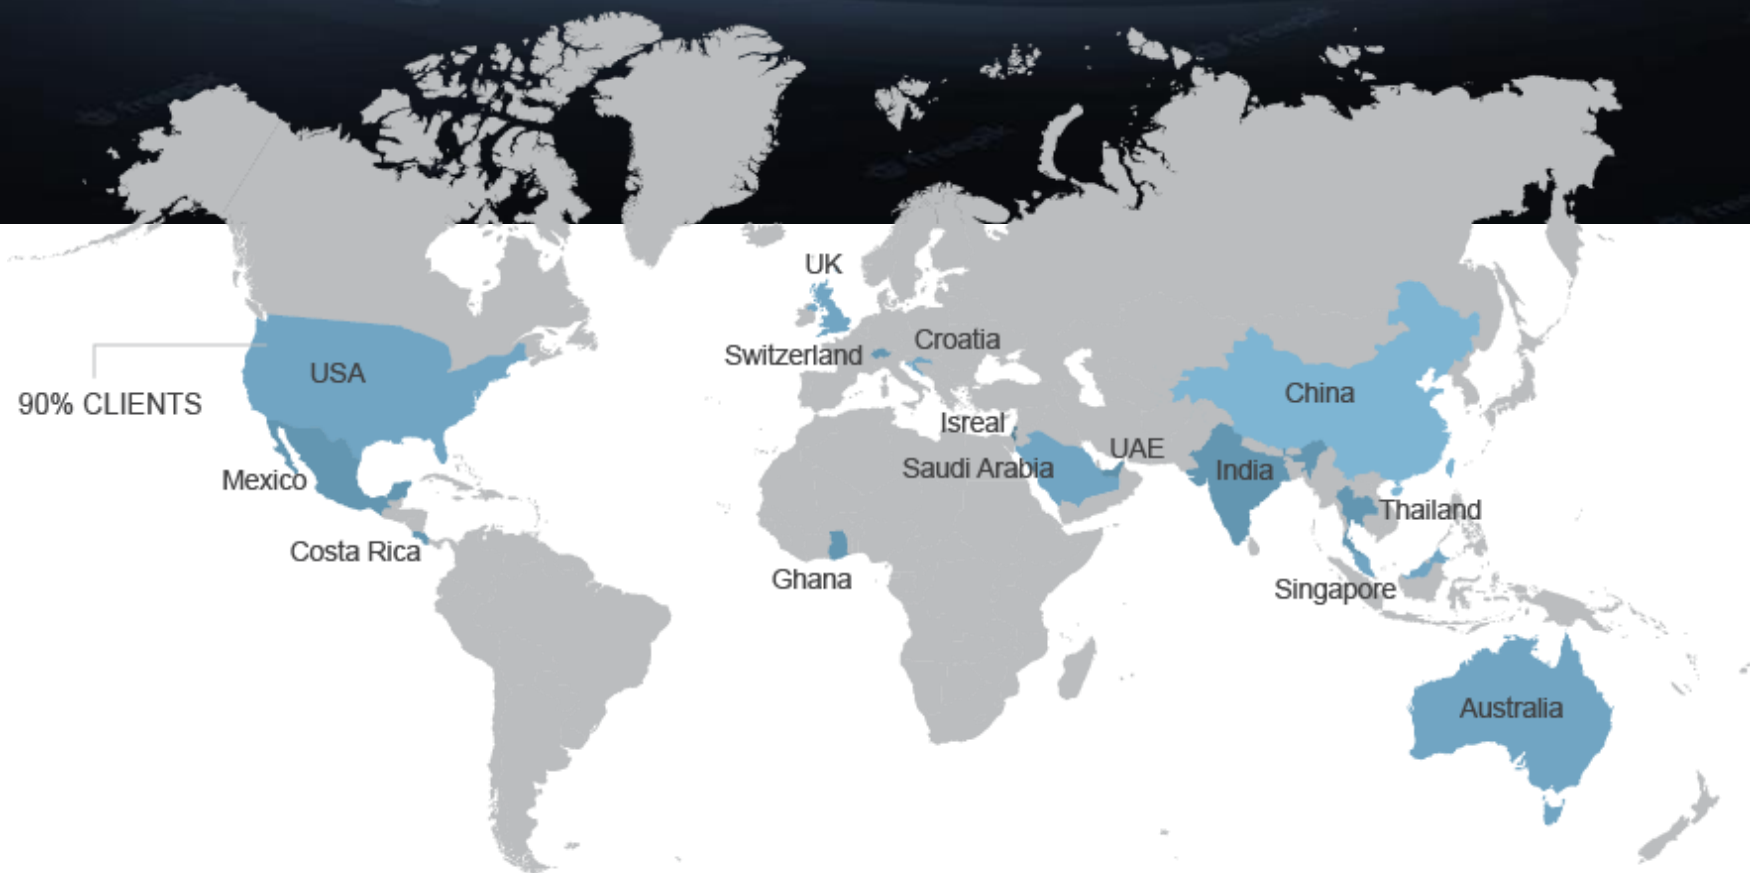 UK
Croatia
Switzerland
USA
China
90% CLIENTS
Isreal
UAE
Saudi Arabia
India
Mexico
Thailand
Costa Rica
Ghana
Singapore
Australia